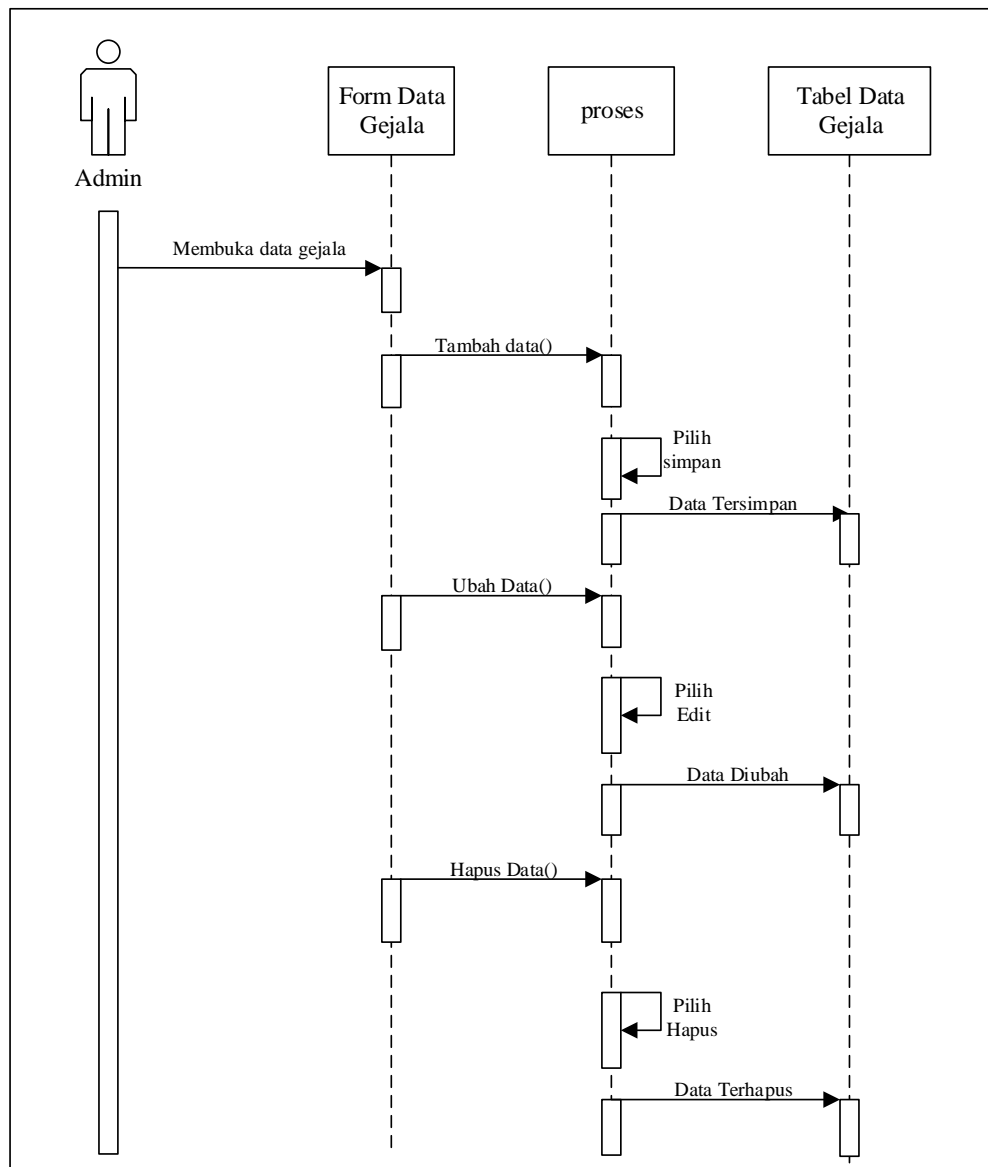 Form Data
Gejala
proses
Tabel Data
Gejala
Admin
Membuka data gejala
Tambah data()
Pilih
simpan
Data Tersimpan
Ubah Data()
Pilih
Edit
Data Diubah
Hapus Data()
Pilih
Hapus
Data Terhapus